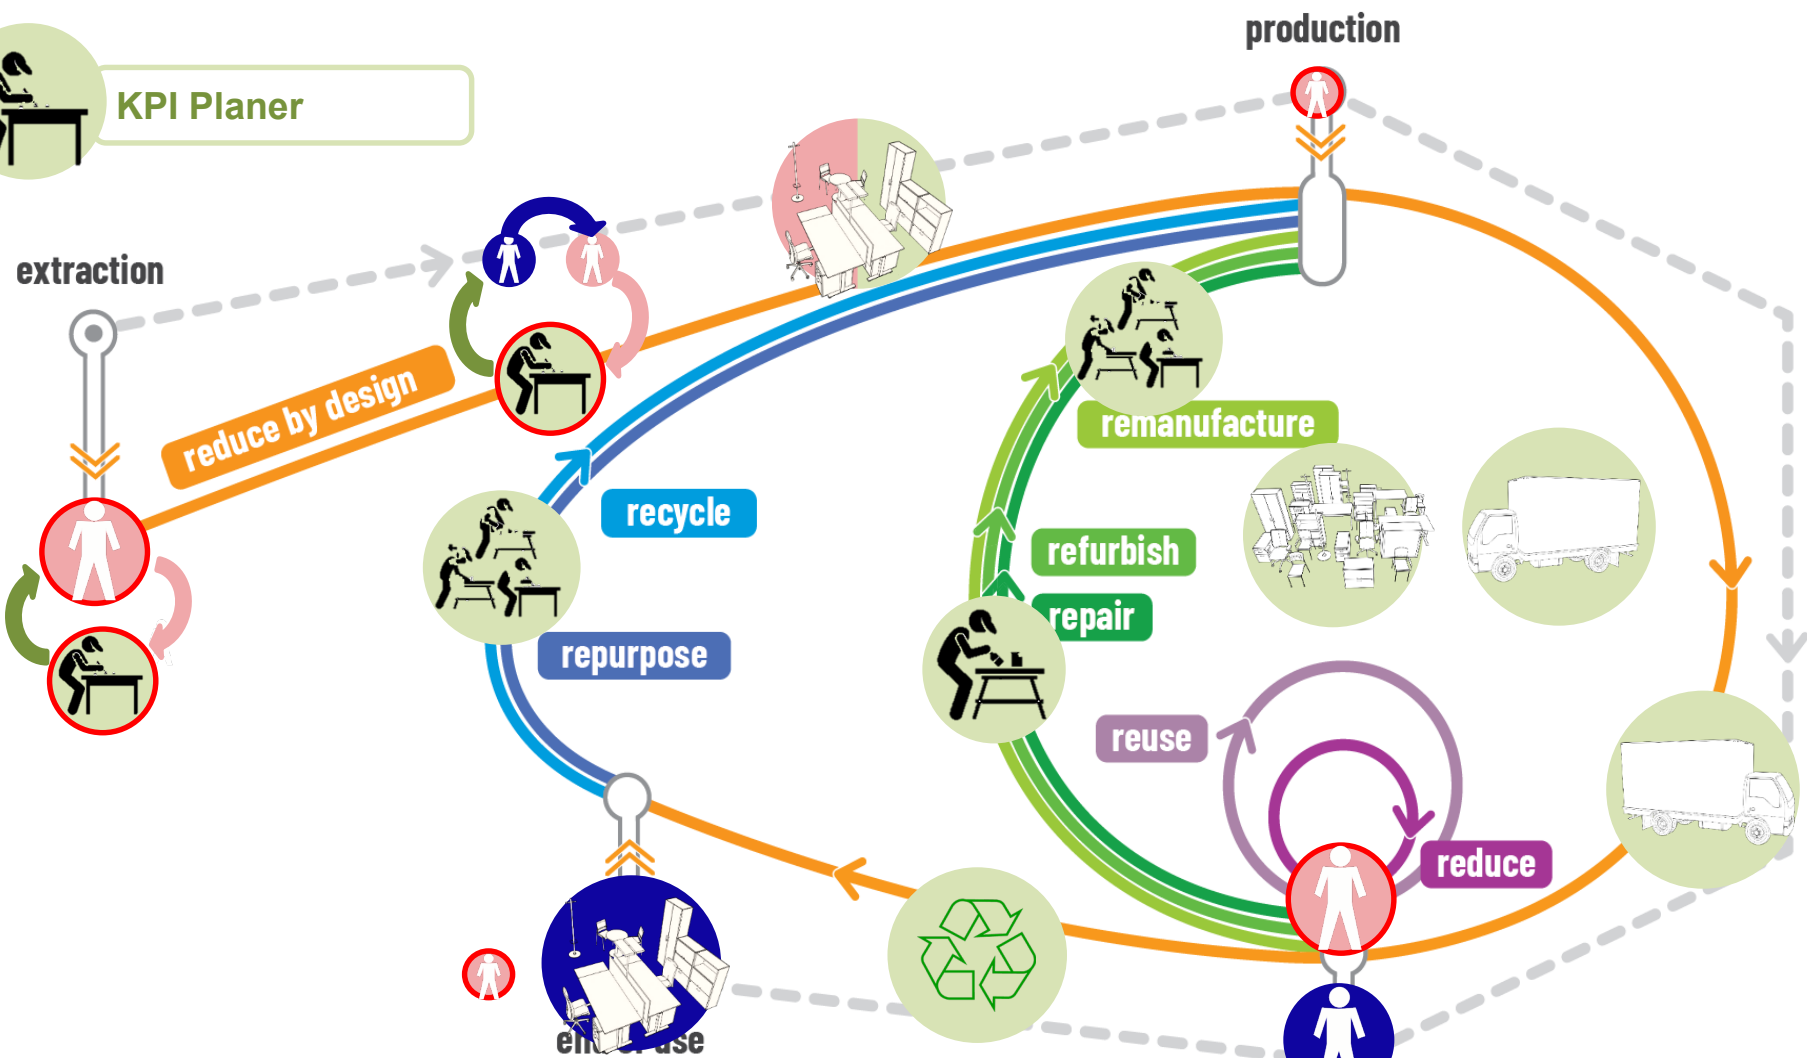 production
KPI Planer
extraction
reduce by design
remanufacture
recycle
refurbish
repair
repurpose
reuse
reduce